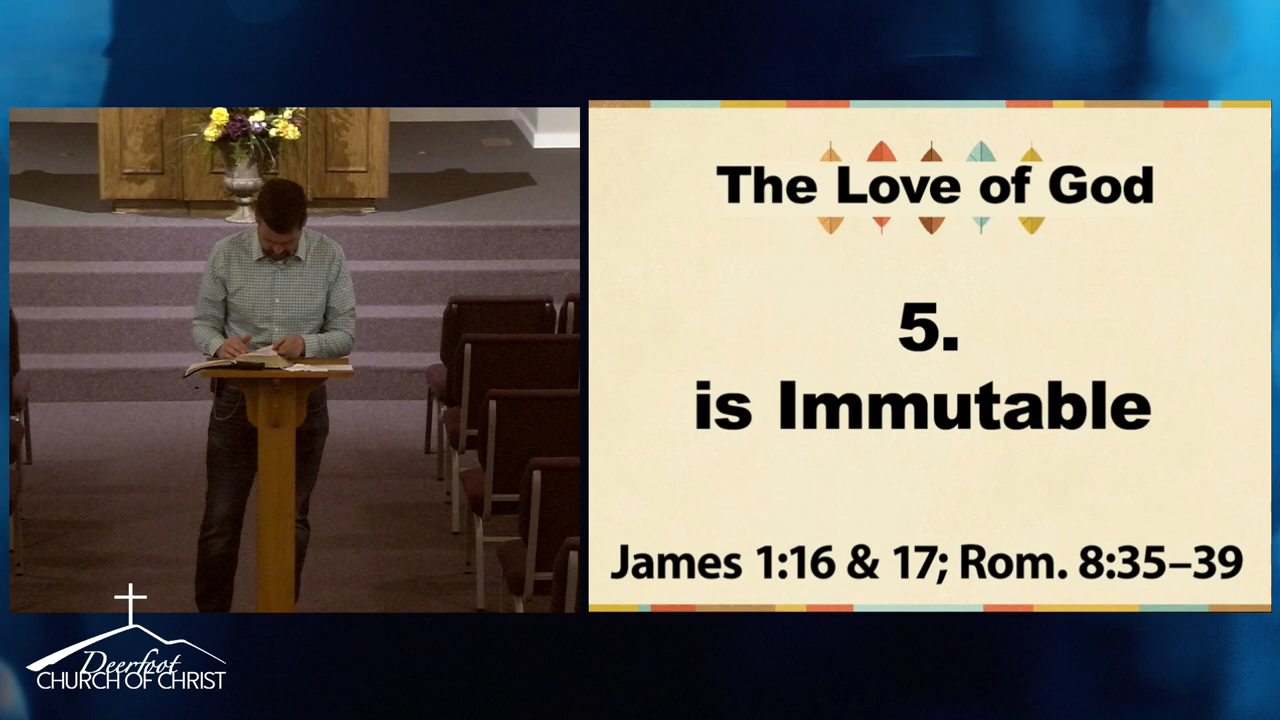 The Love of God
5.
is Immutable
James 1:16 & 17; Rom. 8:35–39
Deerfoot
CHURCH OF CHRIST